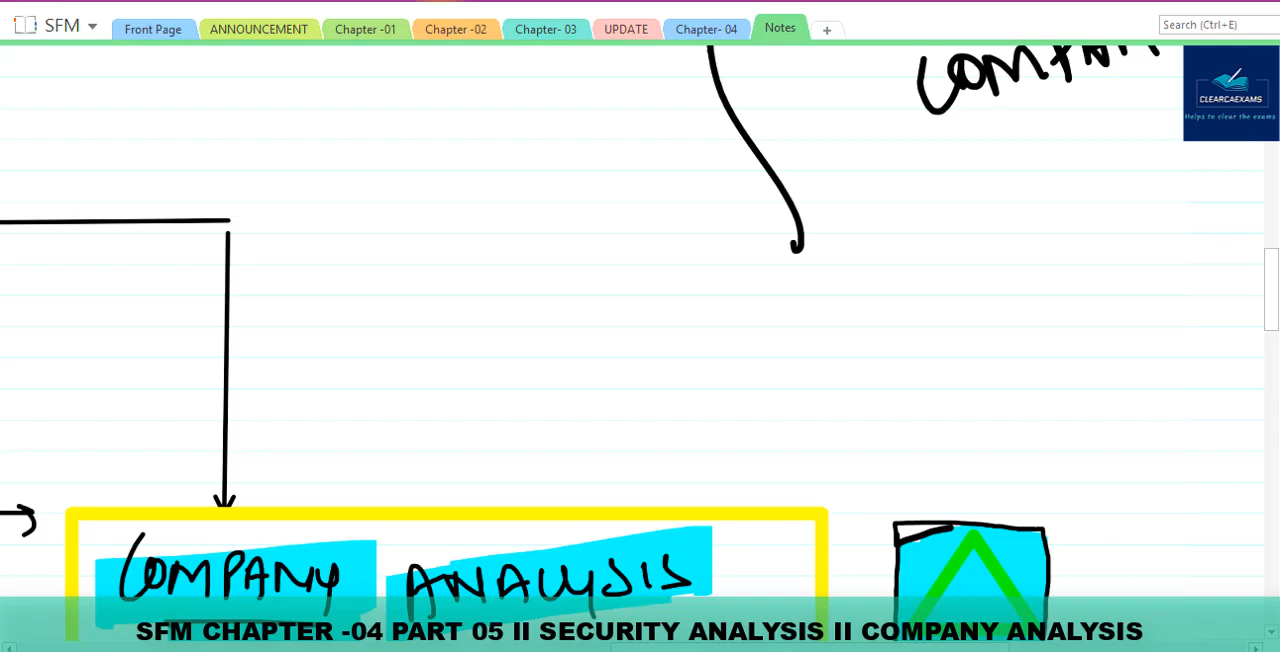 SFM
Front Page
ANNOUNCEMENT
Chapter -01
Chapter -02
Chapter- 03
UPDATE
Chapter- 04
Notes
+
Search (Ctrl+E)
CLEARCAEXAMS
Helps to clear the exams
COMPANY ANALYSIS
SFM CHAPTER -04 PART 05 II SECURITY ANALYSIS II COMPANY ANALYSIS